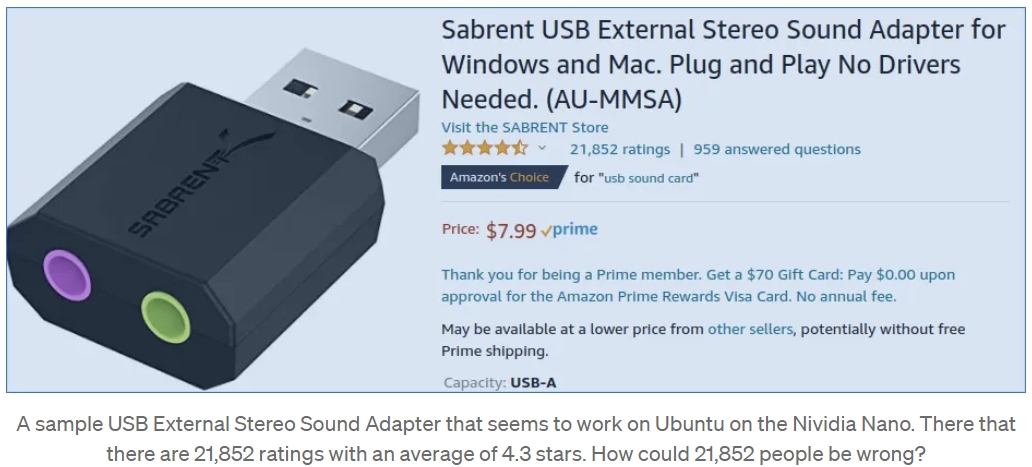 SABRENT
Sabrent USB External Stereo Sound Adapter for
Windows and Mac. Plug and Play No Drivers
Needed. (AU-MMSA)
Visit the SABRENT Store
21,852 ratings | 959 answered questions
Amazon's Choice for "usb sound card"
Price: $7.99 prime
Thank you for being a Prime member. Get a $70 Gift Card: Pay $0.00 upon
approval for the Amazon Prime Rewards Visa Card. No annual fee.
May be available at a lower price from other sellers, potentially without free
Prime shipping.
Capacity: USB-A
A sample USB External Stereo Sound Adapter that seems to work on Ubuntu on the Nividia Nano. There that
there are 21,852 ratings with an average of 4.3 stars. How could 21,852 people be wrong?